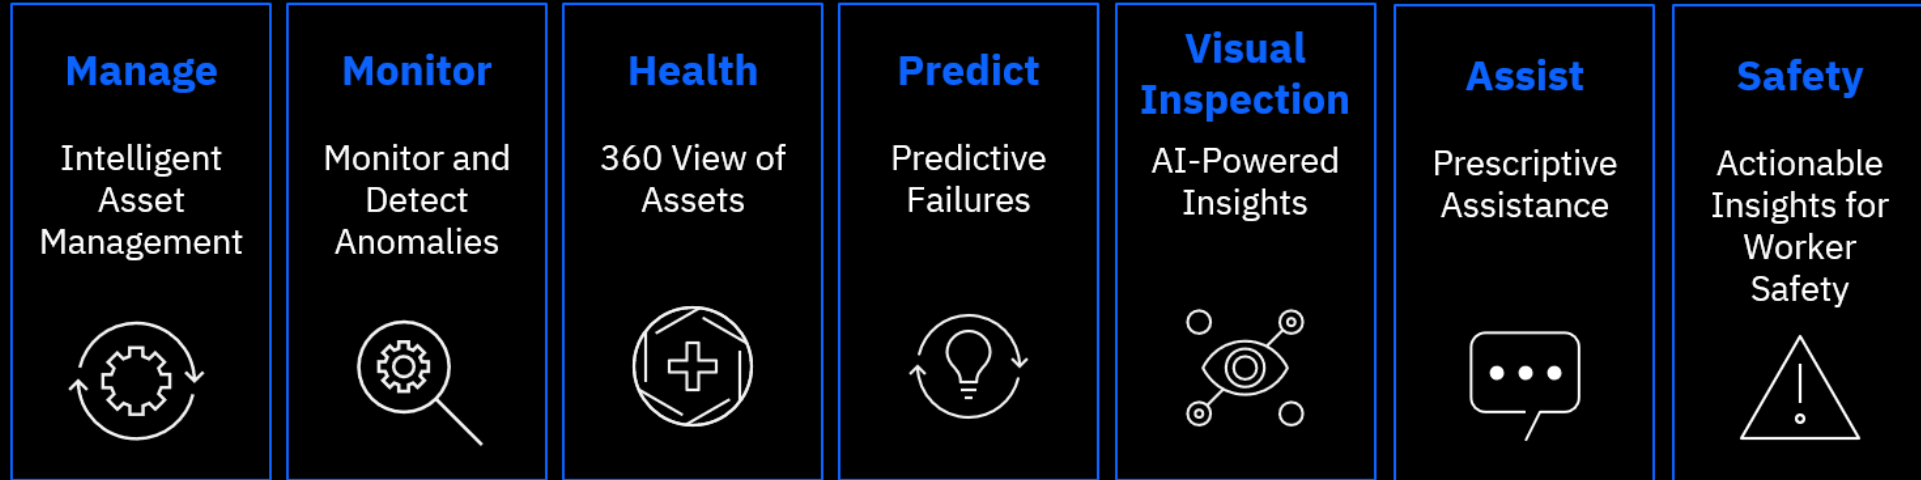 Manage
Intelligent
Asset
Management
Monitor
Monitor and
Detect
Anomalies
Health
360 View of
Assets
Predict
Predictive
Failures
Visual
Inspection
AI-Powered
Insights
Assist
Prescriptive
Assistance
Safety
Actionable
Insights for
Worker
Safety